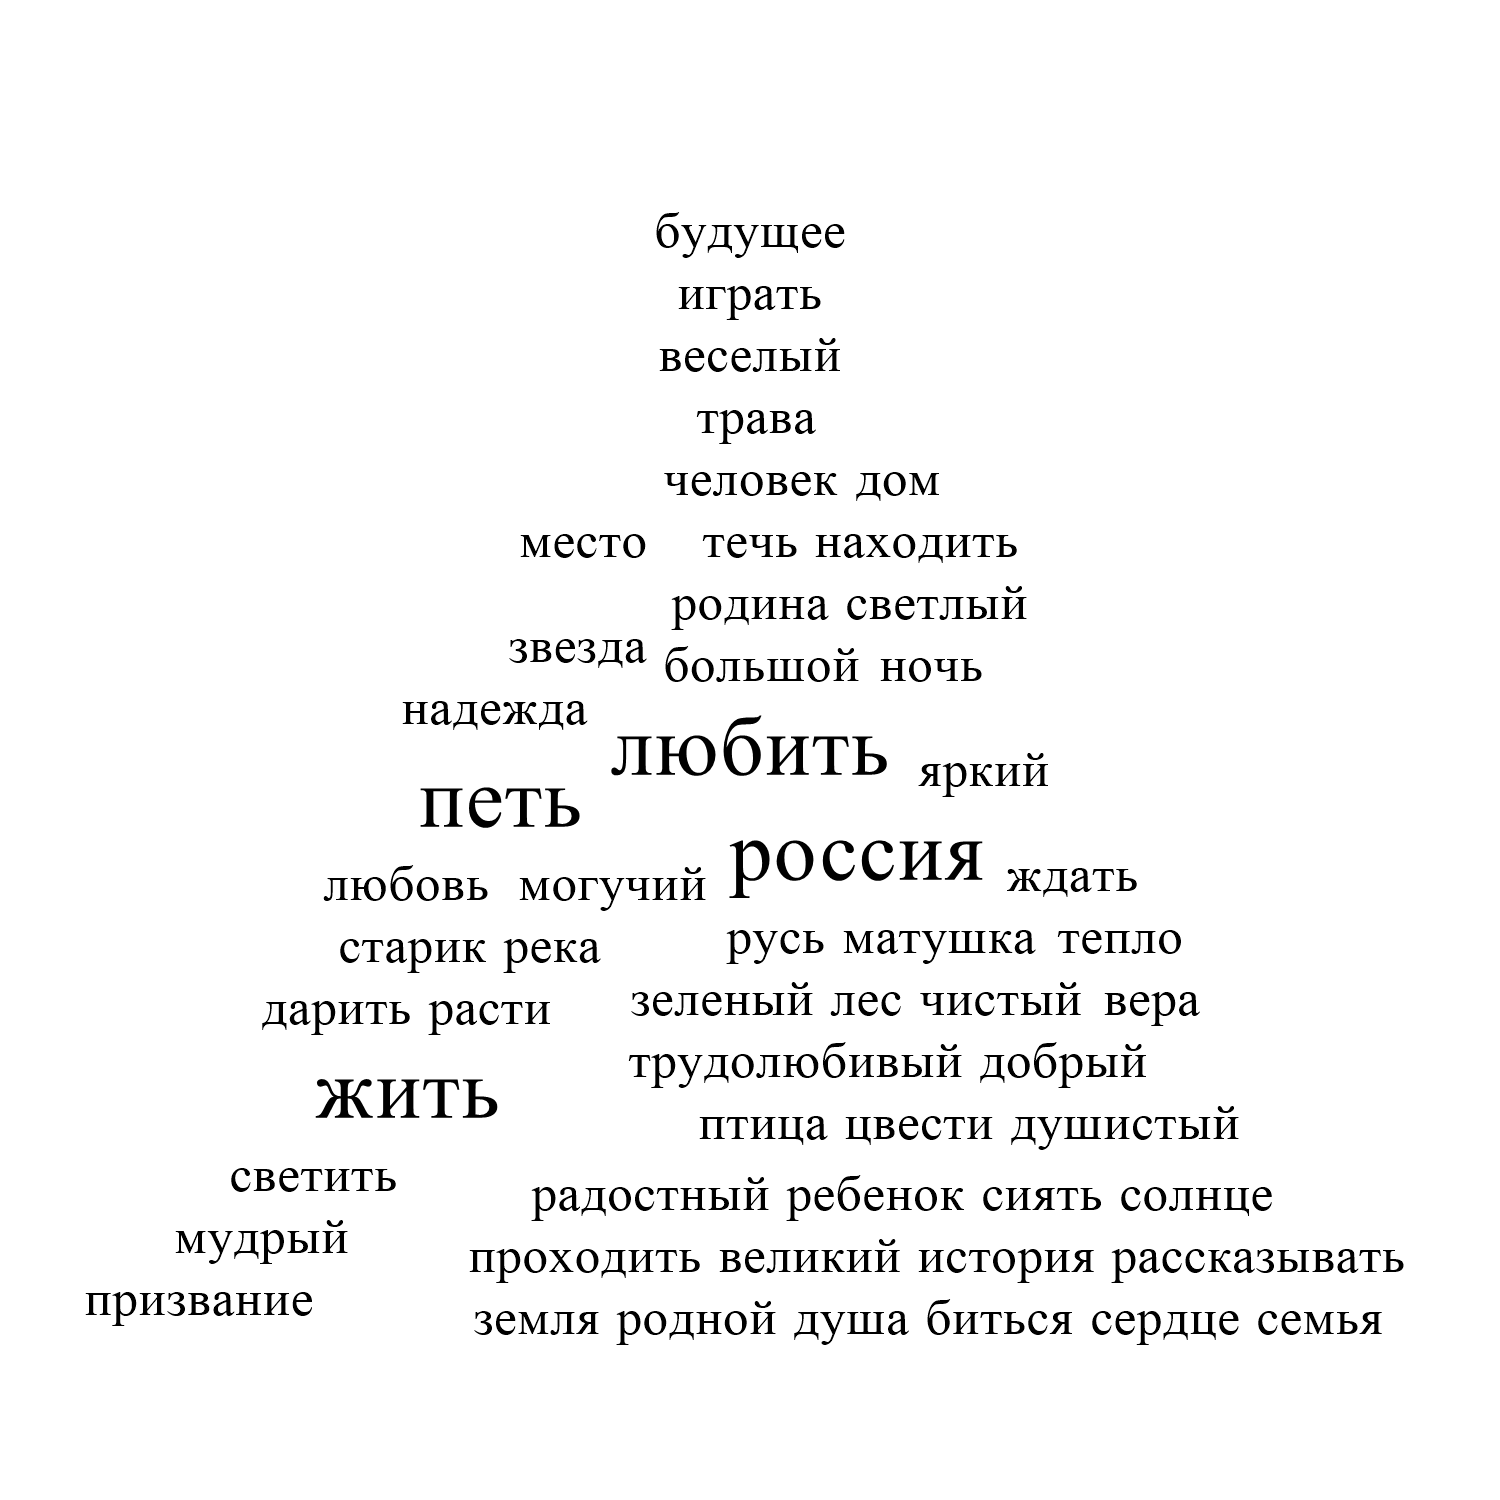 будущее
играть
веселый
трава
человек дом
место течь находить
родина светлый
звезда
большой ночь
надежда
любить яркий
петь
россия ждать
любовь могучий
русь матушка тепло
старик река
зеленый лес чистый вера
дарить расти
трудолюбивый добрый
жить
птица цвести душистый
светить
радостный ребенок сиять солнце
мудрый
проходить великий история рассказывать
призвание
земля родной душа биться сердце семья